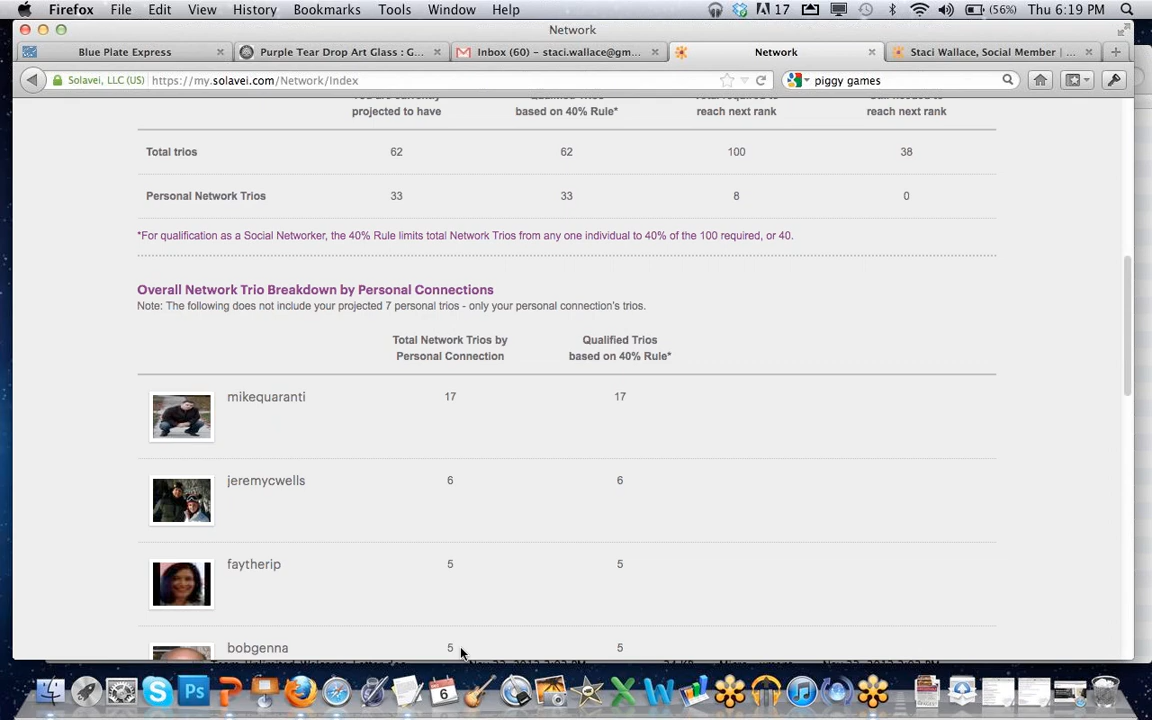 Firefox File Edit View History Bookmarks Tools Window Help 17 (56%) Thu 6:19 PM
Network
Blue Plate Express Purple Tear Drop Art Glass : G... Inbox (60) – staci.wallace@gm... Network Staci Wallace, Social Member | ...
Solavei, LLC (US) https://my.solavei.com/Network/Index piggy games
projected to have based on 40% Rule* reach next rank reach next rank
Total trios 62 62 100 38
Personal Network Trios 33 33 8 0
*For qualification as a Social Networker, the 40% Rule limits total Network Trios from any one individual to 40% of the 100 required, or 40.
Overall Network Trio Breakdown by Personal Connections
Note: The following does not include your projected 7 personal trios - only your personal connection's trios.
Total Network Trios by Qualified Trios
Personal Connection based on 40% Rule*
mikequaranti 17 17
jeremycwells 6 6
faytherip 5 5
bobgenna 5 5